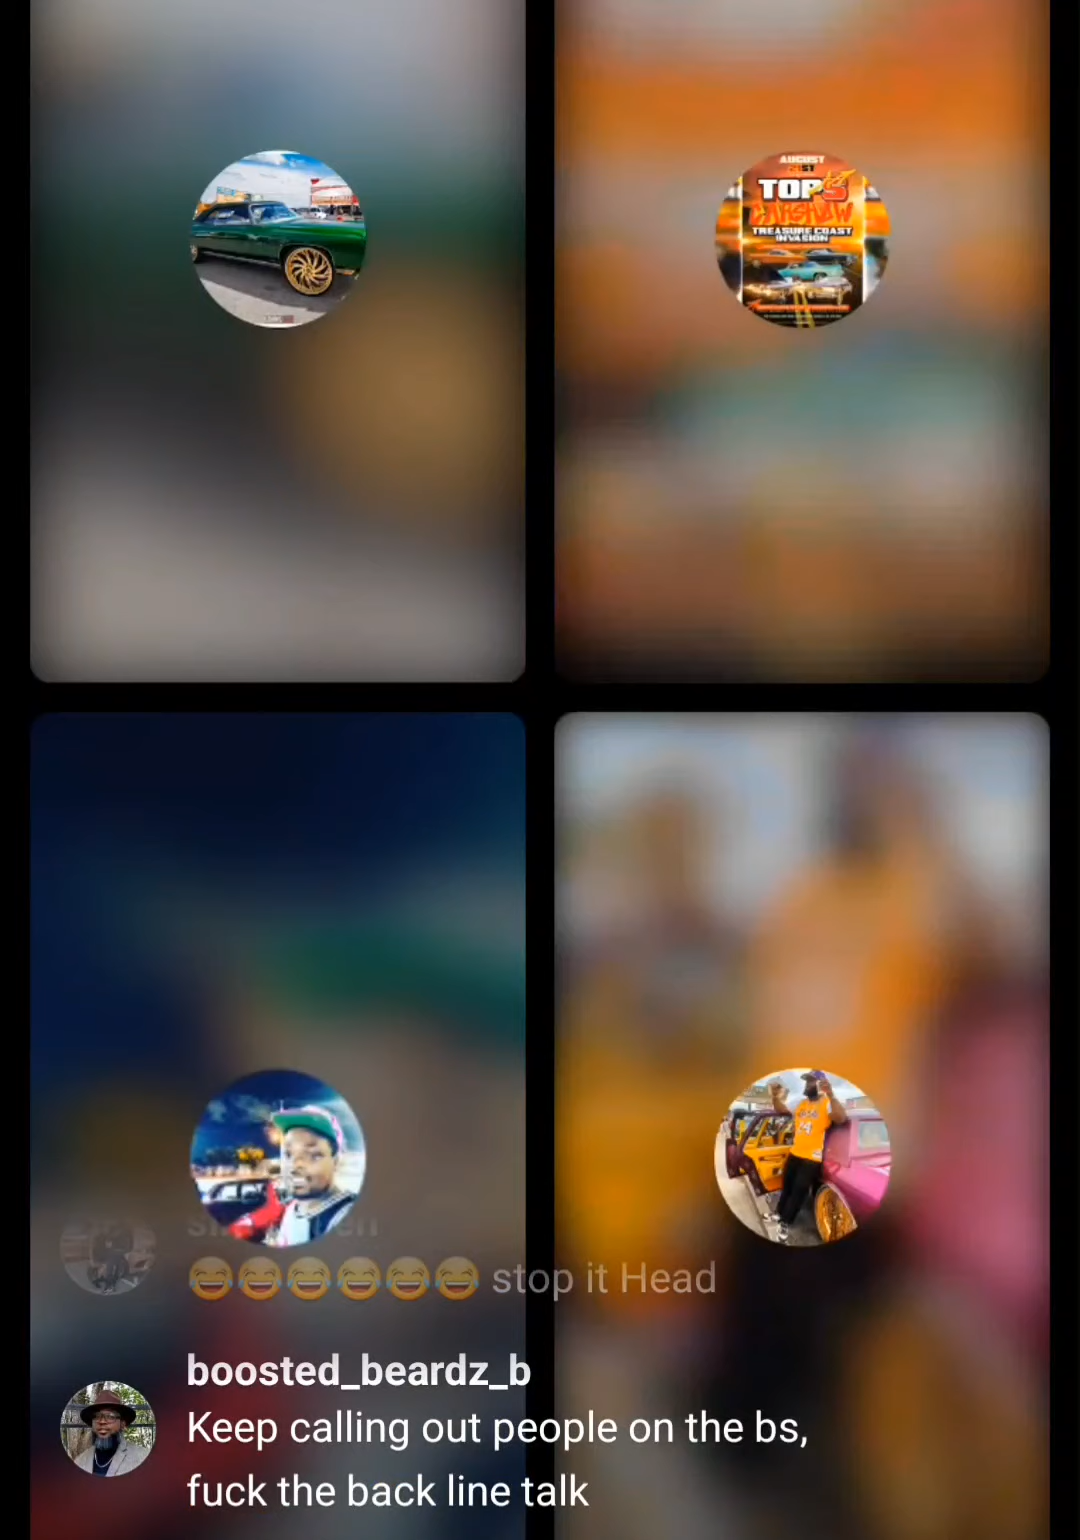 AUGUST
TOP
TREASURE COAST
INVASION
😂😂😂😂😂😂 stop it Head
boosted_beardz_b
Keep calling out people on the bs,
fuck the back line talk